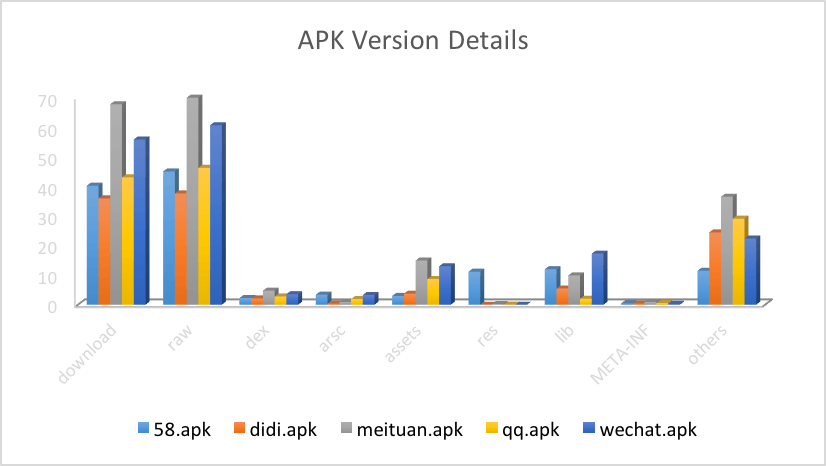 APK Version Details
70
60
50
40
30
20
10
0
download
raw
dex
arsc
assets
res
lib
META-INF
others
58.apk didi.apk meituan.apk qq.apk wechat.apk